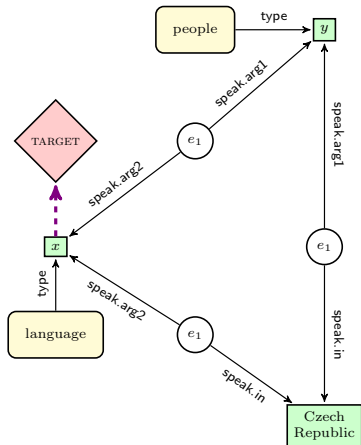 people
type
y
speak.arg1
e1
TARGET
speak.arg2
speak.arg1
x
e1
type
speak.arg2
language
e1
speak.in
speak.in
Czech
Republic